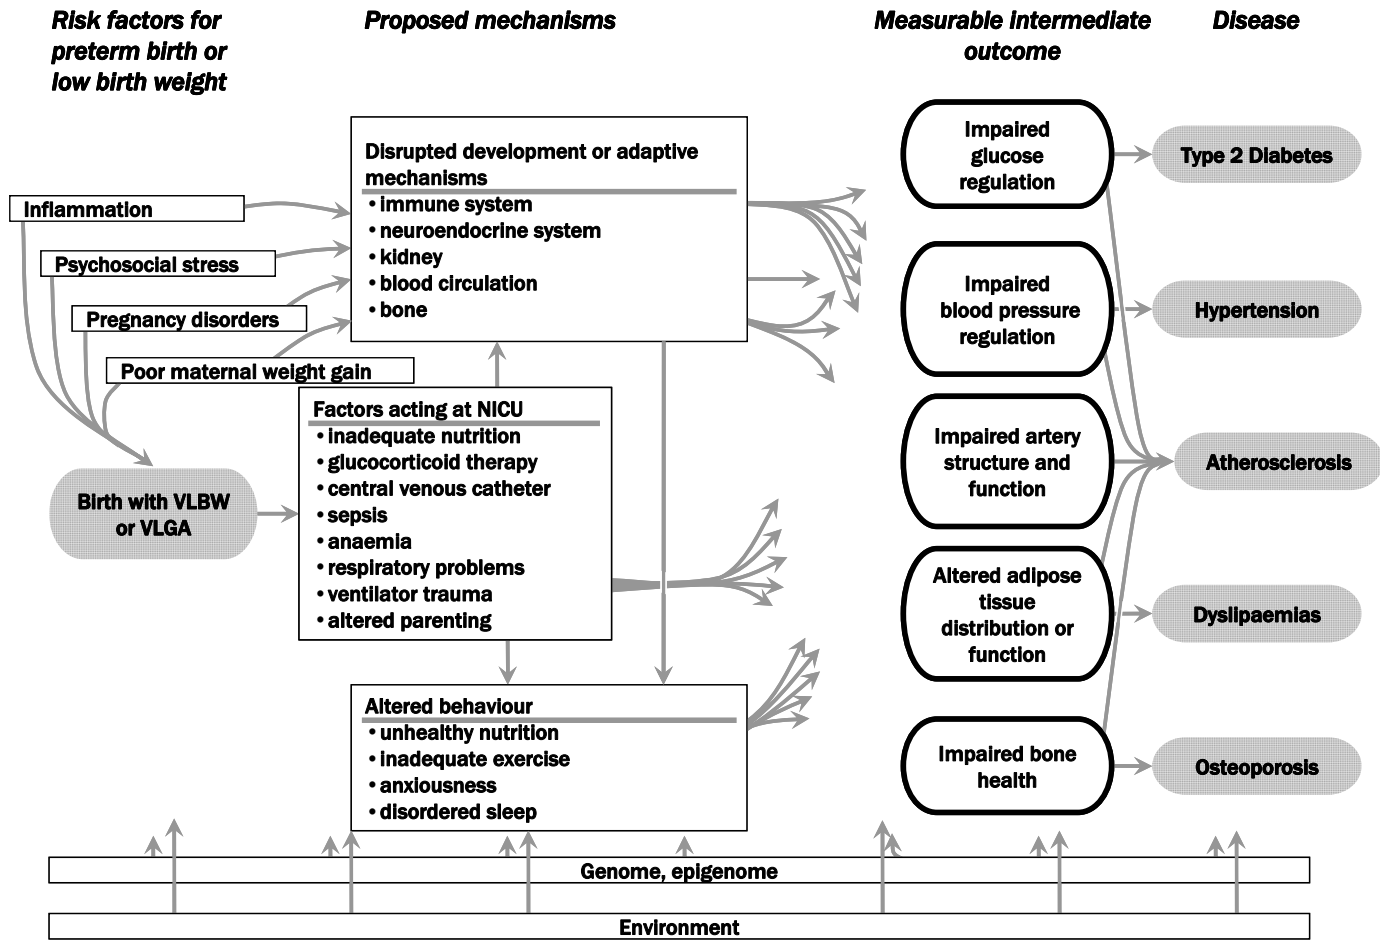 Risk factors for
preterm birth or
low birth weight
Proposed mechanisms
Measurable intermediate
outcome
Disease
Inflammation
Psychosocial stress
Pregnancy disorders
Poor maternal weight gain
Birth with VLBW
or VLGA
Disrupted development or adaptive
mechanisms
• immune system
• neuroendocrine system
• kidney
• blood circulation
• bone
Factors acting at NICU
• inadequate nutrition
• glucocorticoid therapy
• central venous catheter
• sepsis
• anaemia
• respiratory problems
• ventilator trauma
• altered parenting
Altered behaviour
• unhealthy nutrition
• inadequate exercise
• anxiousness
• disordered sleep
Impaired
glucose
regulation
Impaired
blood pressure
regulation
Impaired artery
structure and
function
Altered adipose
tissue
distribution or
function
Impaired bone
health
Type 2 Diabetes
Hypertension
Atherosclerosis
Dyslipaemias
Osteoporosis
Genome, epigenome
Environment